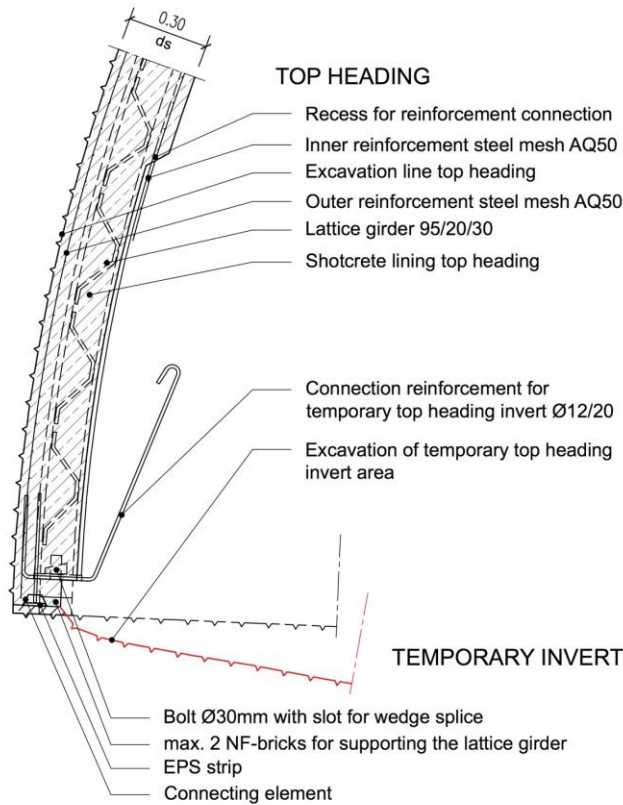 0.30
ds
TOP HEADING
Recess for reinforcement connection
Inner reinforcement steel mesh AQ50
Excavation line top heading
Outer reinforcement steel mesh AQ50
Lattice girder 95/20/30
Shotcrete lining top heading
Connection reinforcement for
temporary top heading invert Ø12/20
Excavation of temporary top heading
invert area
TEMPORARY INVERT
Bolt Ø30mm with slot for wedge splice
max. 2 NF-bricks for supporting the lattice girder
EPS strip
Connecting element